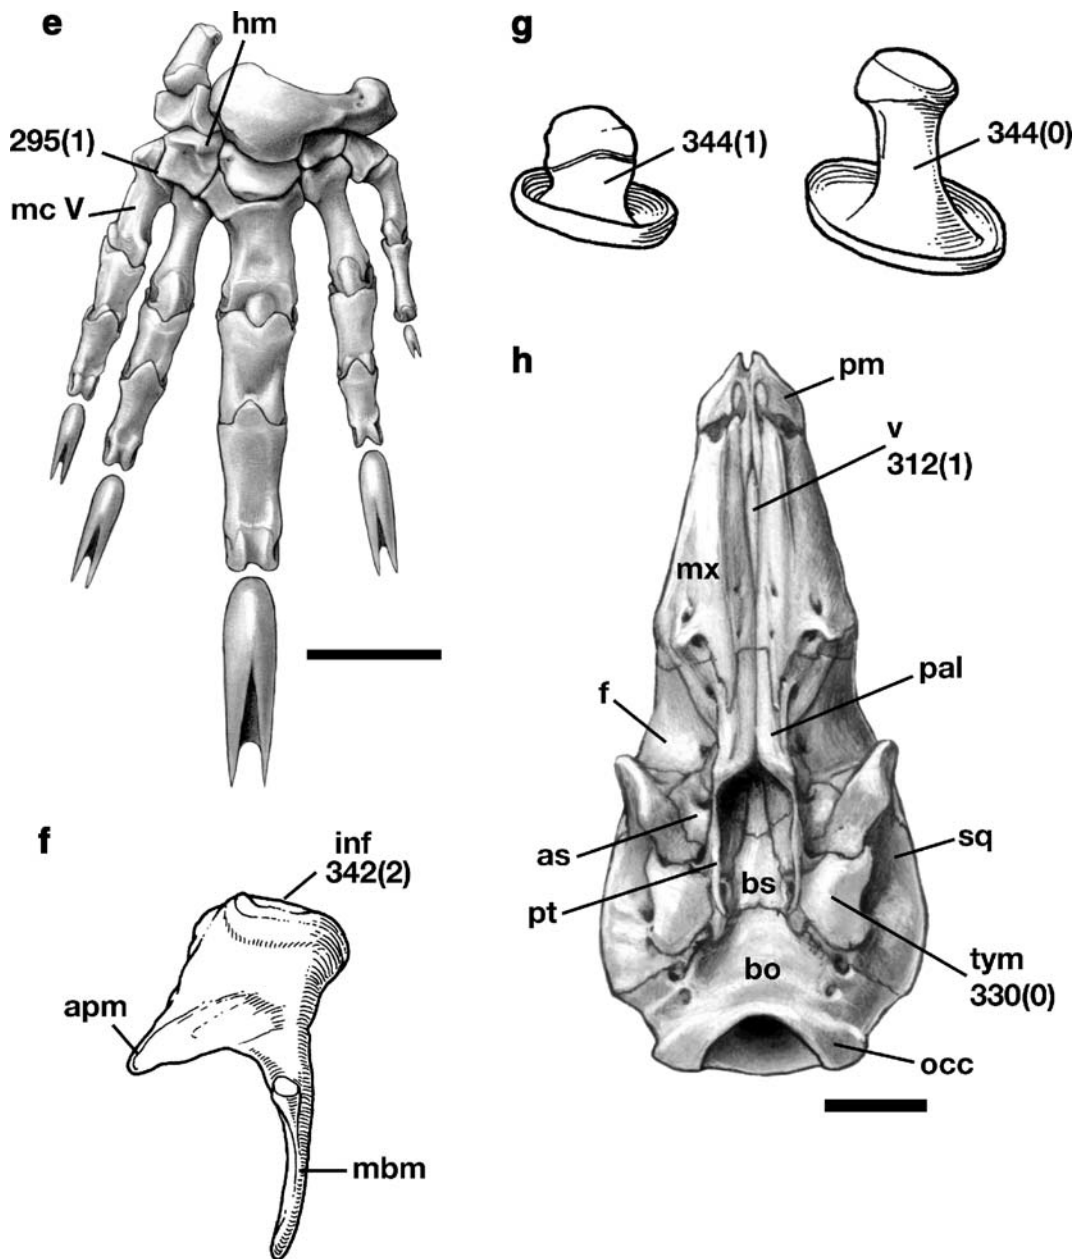 e
hm
295(1)
mc V
g
344(1)
344(0)
h
pm
v
312(1)
mx
f
pal
as
sq
pt
bs
bo
tym
330(0)
occ
f
inf
342(2)
apm
mbm